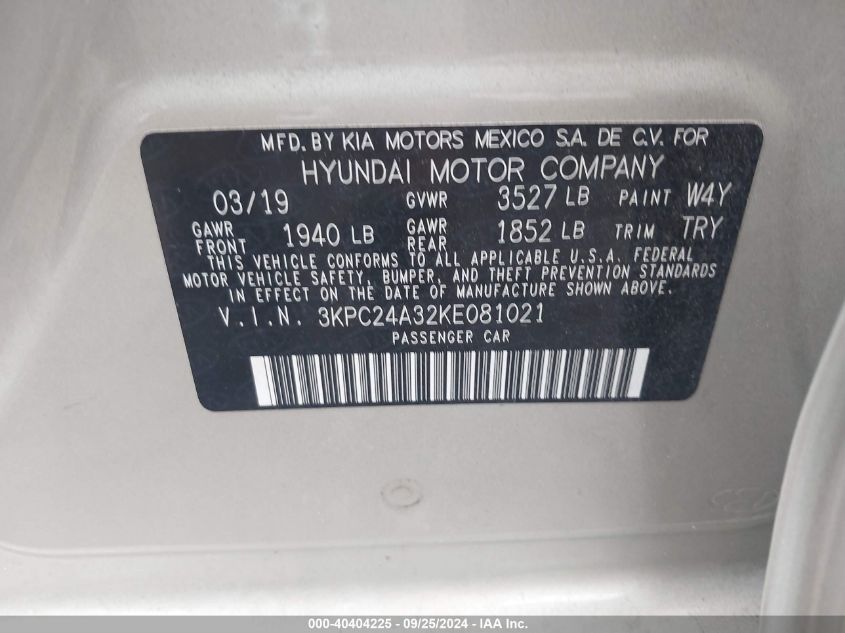 MFD. BY KIA MOTORS MEXICO S.A. DE C.V. FOR
HYUNDAI MOTOR COMPANY
03/19 GVWR 3527 LB PAINT W4Y
GAWR FRONT 1940 LB GAWR REAR 1852 LB TRIM TRY
THIS VEHICLE CONFORMS TO ALL APPLICABLE U.S.A. FEDERAL
MOTOR VEHICLE SAFETY, BUMPER, AND THEFT PREVENTION STANDARDS
IN EFFECT ON THE DATE OF MANUFACTURE SHOWN ABOVE.
V.I.N. 3KPC24A32KE081021
PASSENGER CAR
000-40404225 - 09/25/2024 - IAA Inc.